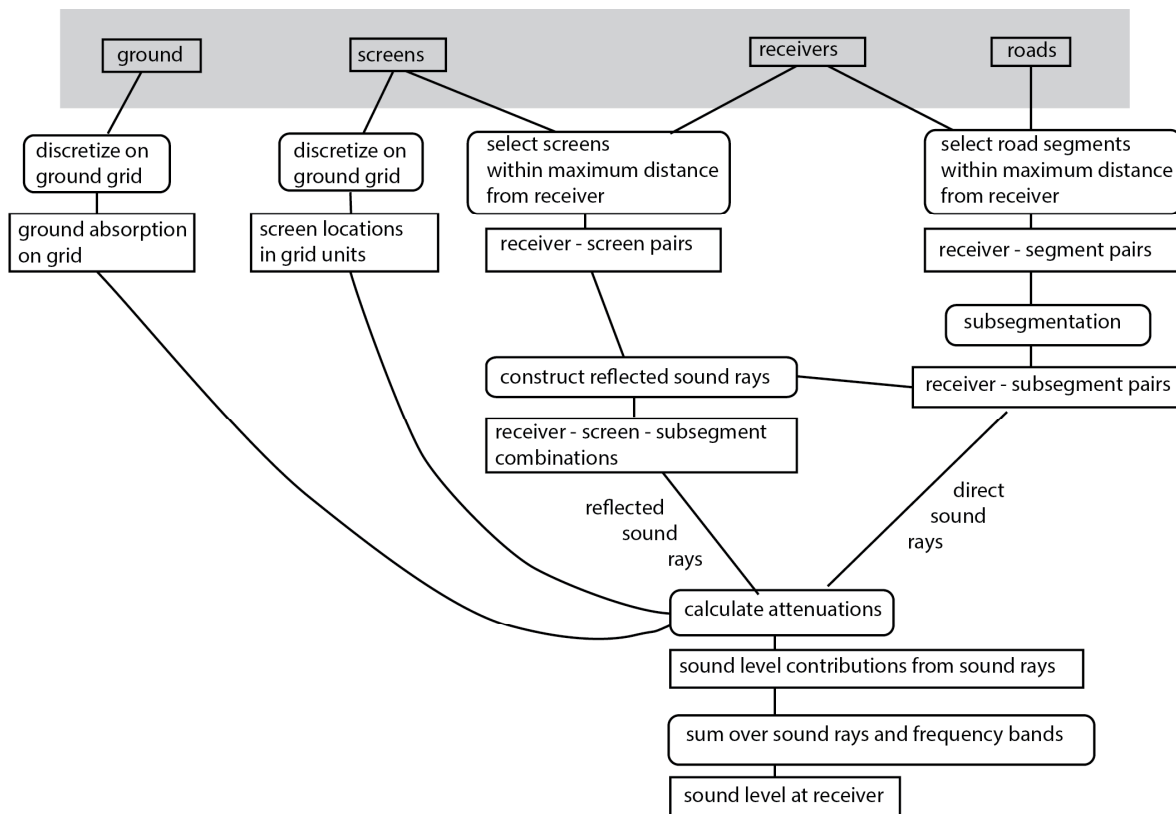 ground
screens
receivers
roads
discretize on
ground grid
discretize on
ground grid
select screens
within maximum distance
from receiver
select road segments
within maximum distance
from receiver
ground absorption
on grid
screen locations
in grid units
receiver - screen pairs
receiver - segment pairs
subsegmentation
construct reflected sound rays
receiver - subsegment pairs
receiver - screen - subsegment
combinations
reflected
sound
rays
direct
sound
rays
calculate attenuations
sound level contributions from sound rays
sum over sound rays and frequency bands
sound level at receiver